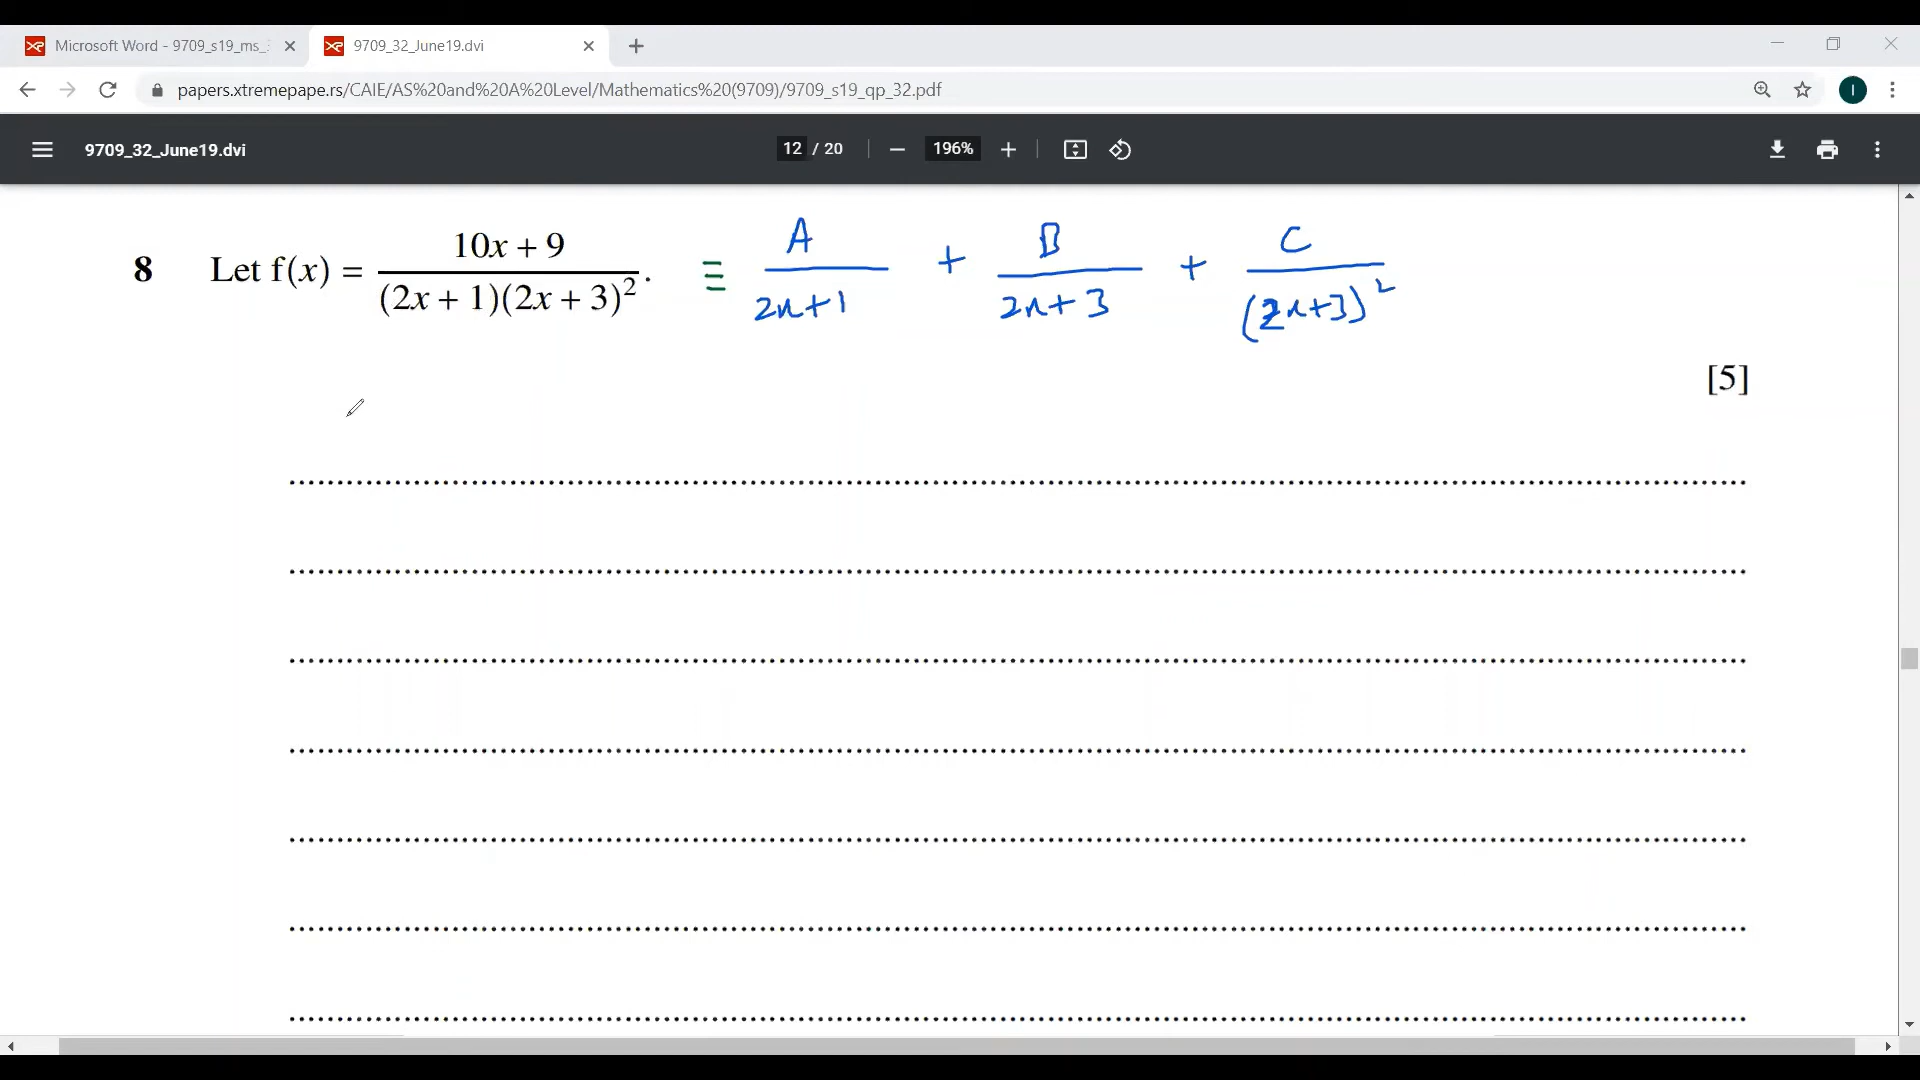 Microsoft Word - 9709_s19_ms_ 9709_32_June19.dvi
papers.xtremepape.rs/CAIE/AS%20and%20A%20Level/Mathematics%20(9709)/9709_s19_qp_32.pdf I
9709_32_June19.dvi 12 / 20 196%
8 Let f(x) = (10x + 9)/((2x + 1)(2x + 3)²). ≡ A/(2x+1) + B/(2x+3) + C/(2x+3)²
[5]